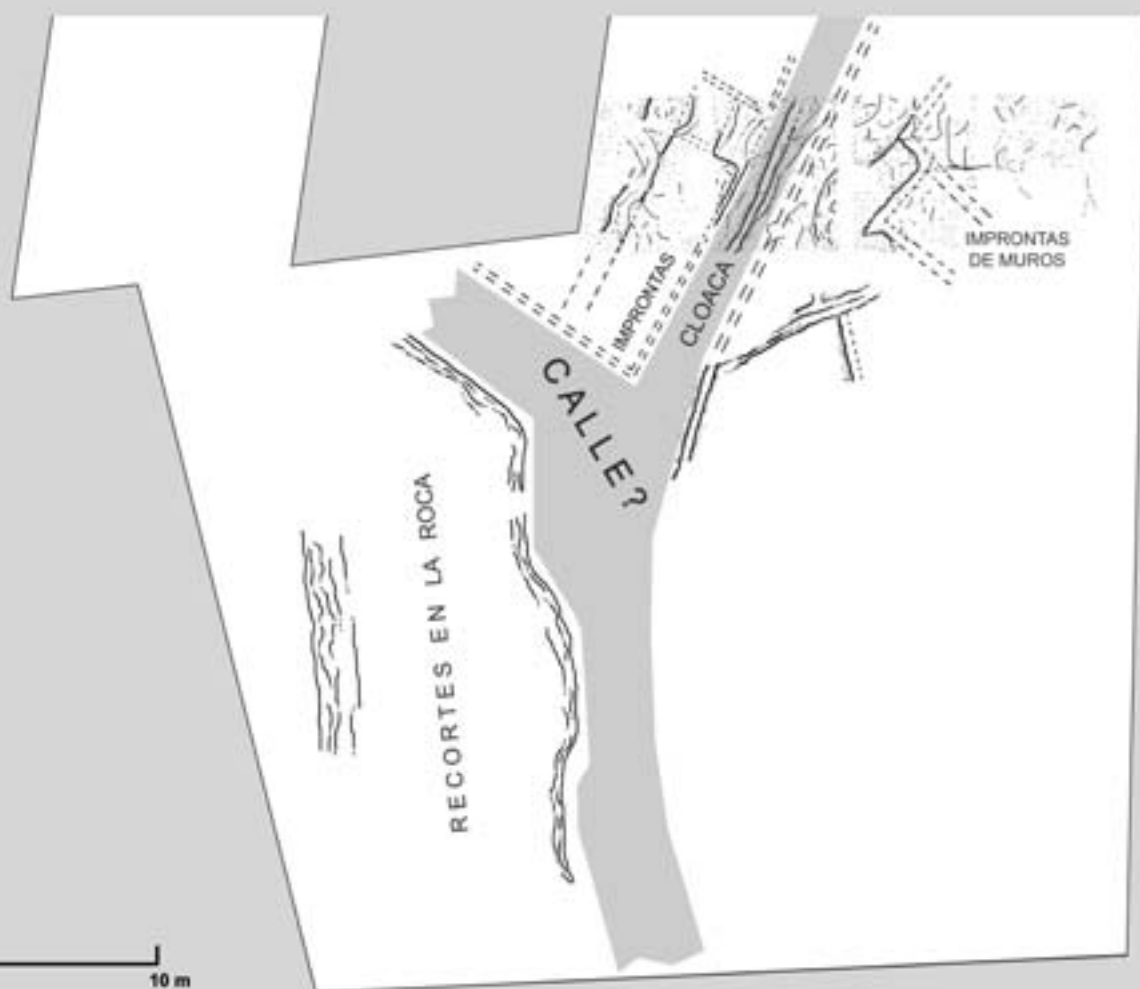 IMPRONTAS
DE MUROS
IMPRONTAS
CLOACA
CALLE?
RECORTES EN LA ROCA
10 m